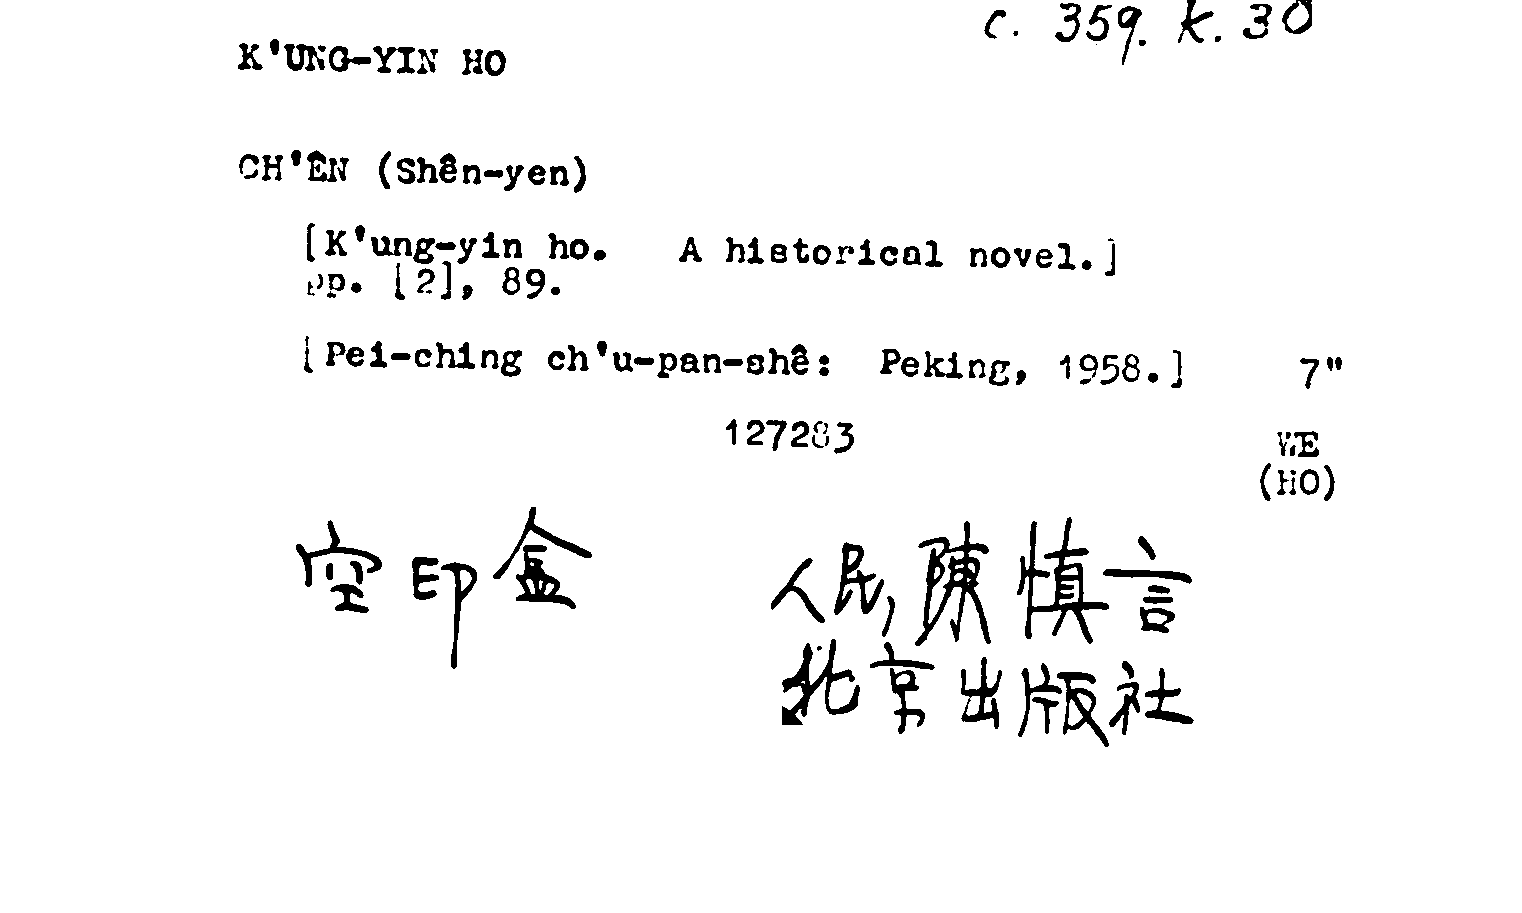 c. 359. k. 30
K'UNG-YIN HO
CH'ÊN (Shên-yen)
[K'ung-yin ho.   A historical novel.]
pp. [2], 89.
[Pei-ching ch'u-pan-shê:  Peking, 1958.]   7"
127283
WE
(HO)
空印盒
人民, 陳慎言
北京出版社